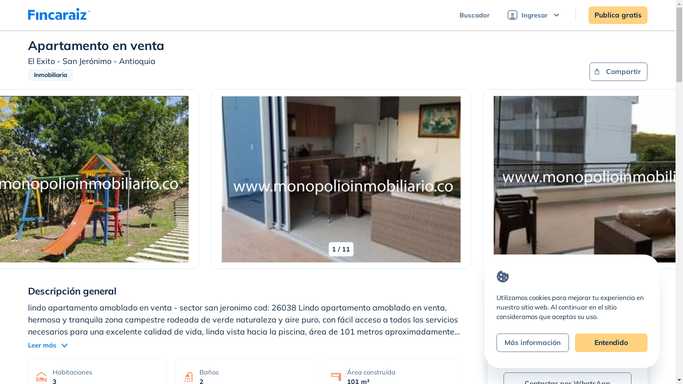 Fincaraiz
Buscador
Ingresar
Publica gratis
Apartamento en venta
El Exito - San Jerónimo - Antioquia
Inmobiliaria
Compartir
www.monopolioinmobiliario.co
www.monopolioinmobiliario.co
www.monopolioinmobilia
1 / 11
Descripción general
lindo apartamento amoblado en venta - sector san jeronimo cod: 26038 Lindo apartamento amoblado en venta,
hermosa y tranquila zona campestre rodeada de verde naturaleza y aire puro, con fácil acceso a todos los servicios
necesarios para una excelente calidad de vida, linda vista hacia la piscina, área de 101 metros aproximadamente...
Leer más
Habitaciones
3
Baños
2
Área construida
101 m²
Utilizamos cookies para mejorar tu experiencia en
nuestro sitio web. Al continuar en el sitio
consideramos que aceptas su uso.
Más información
Entendido
Contactar por WhatsApp